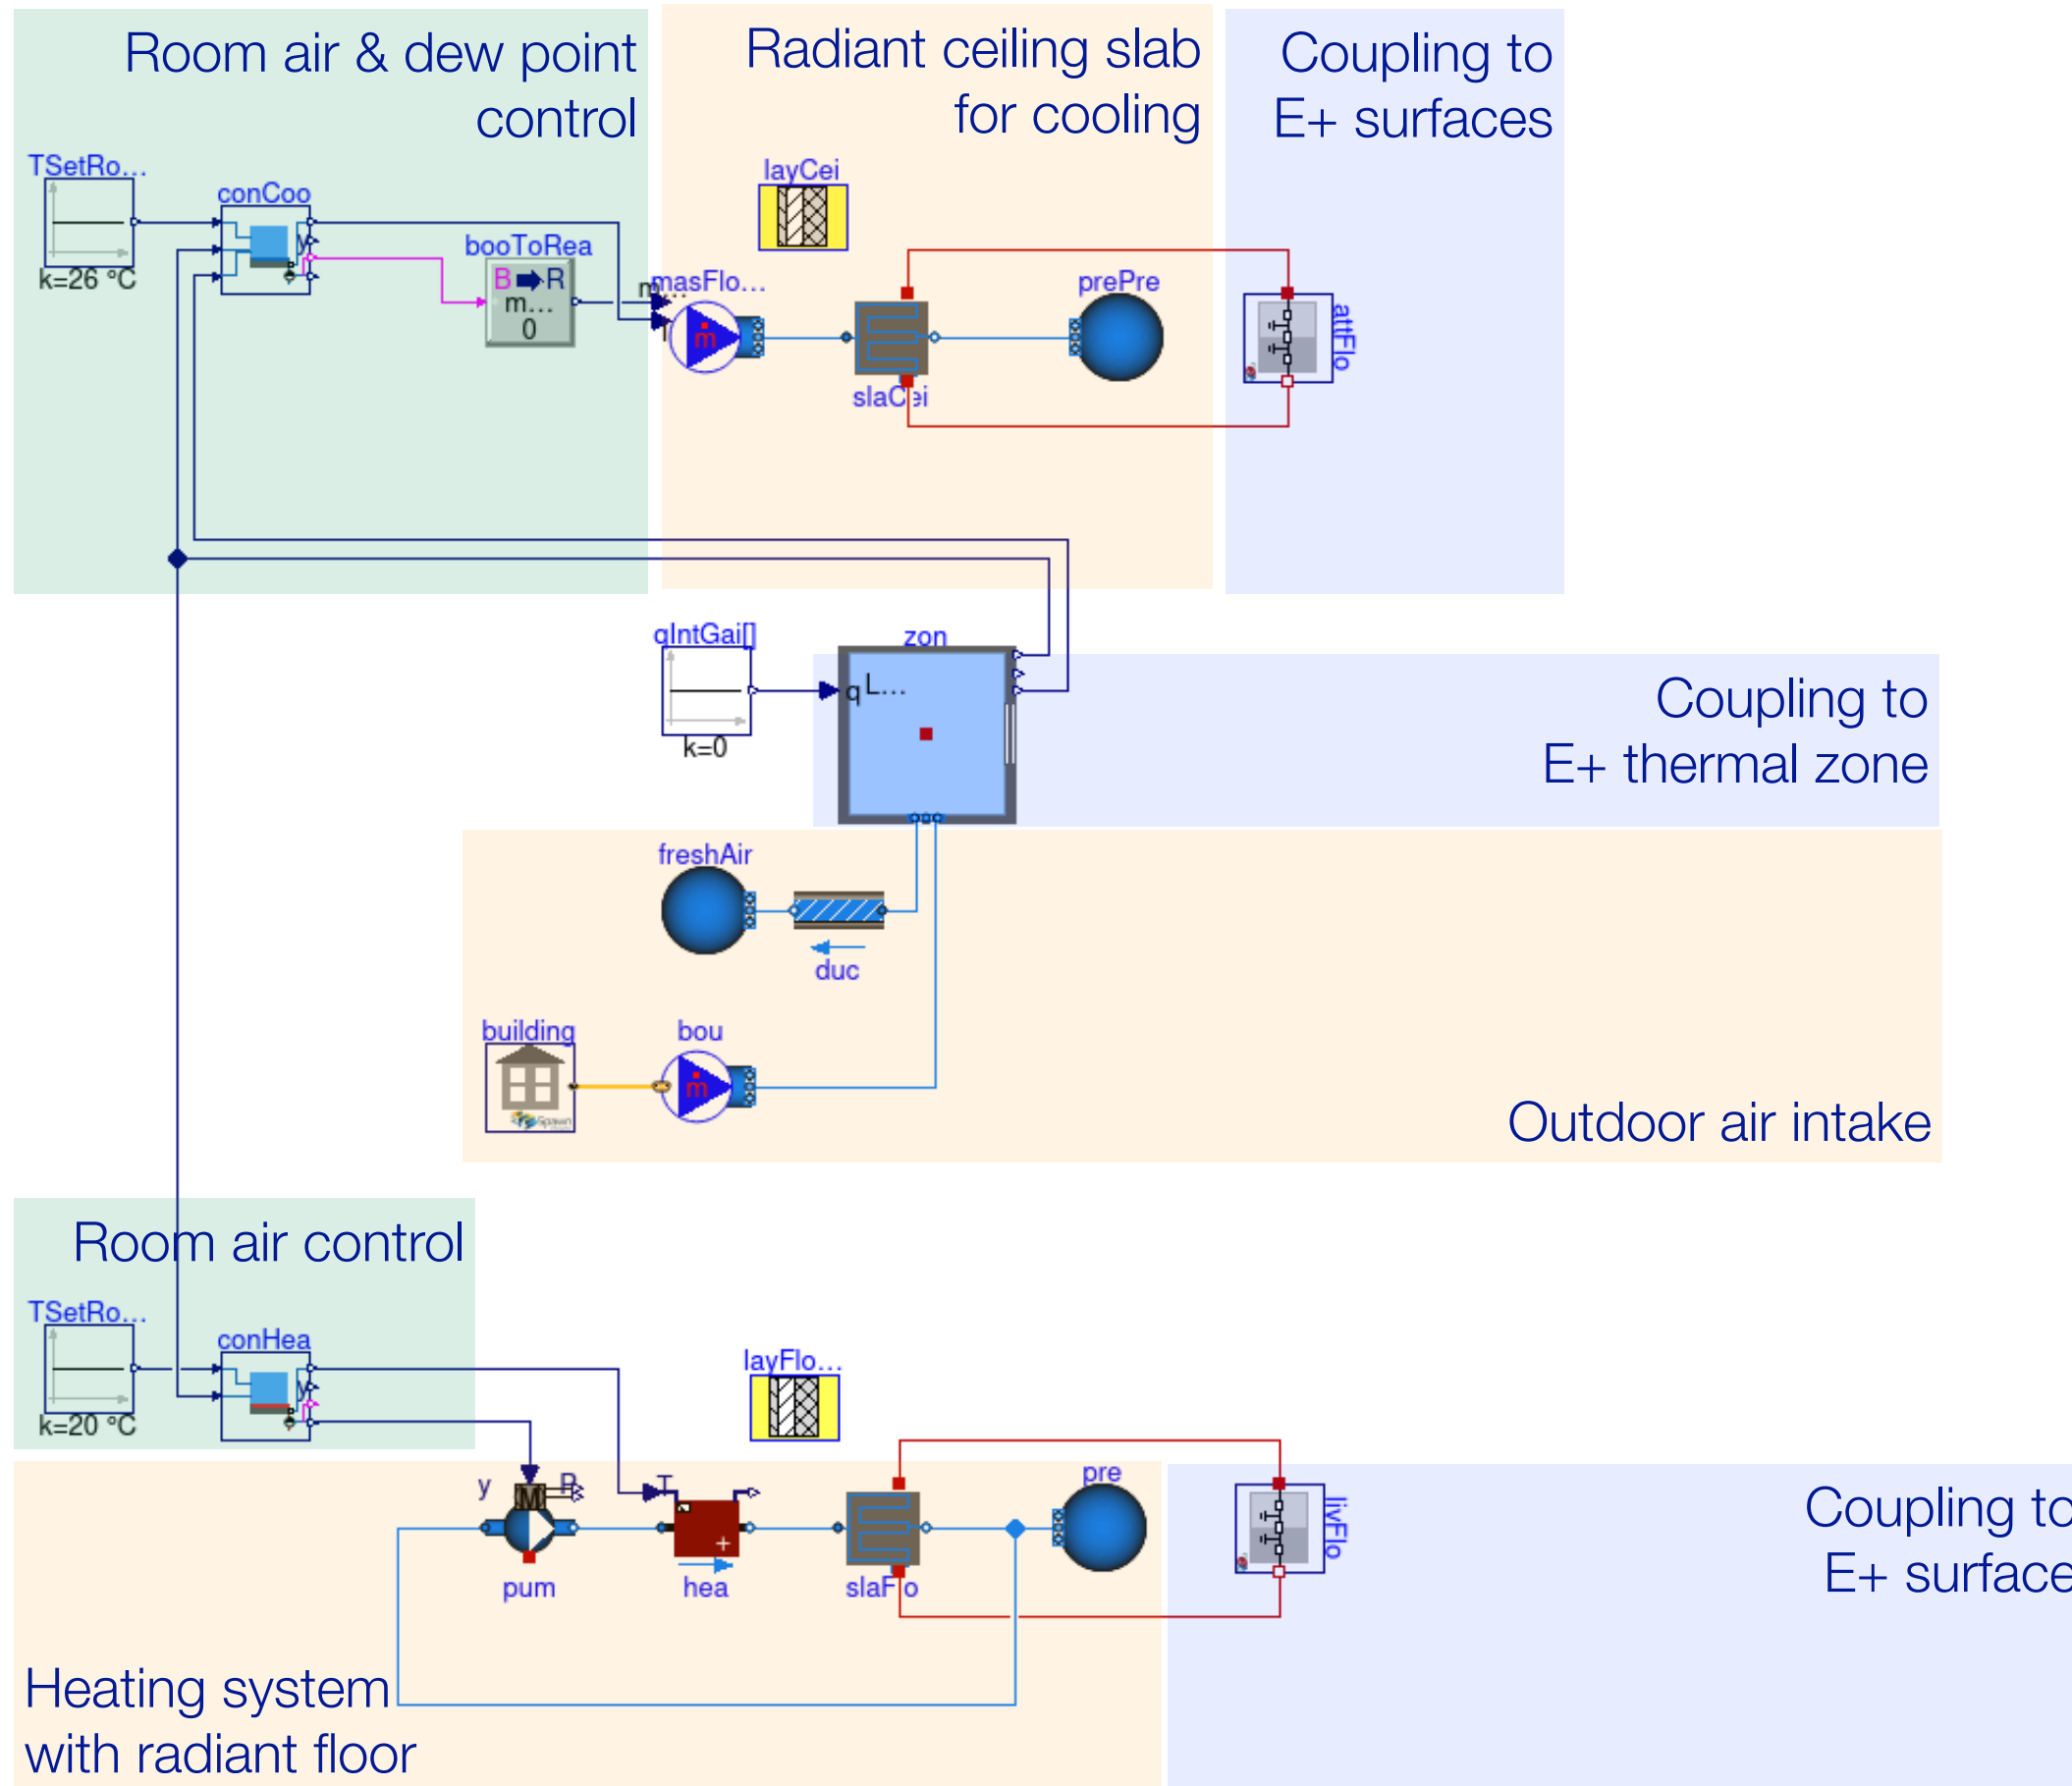 Room air & dew point
control
Radiant ceiling slab
for cooling
Coupling to
E+ surfaces
TSetRo...
k=26 °C
conCoo
y
booToRea
B R
m...
0
layCei
m...
masFlo...
ṁ
slaCei
prePre
attFlo
qIntGai[]
k=0
zon
q L...
Coupling to
E+ thermal zone
freshAir
duc
building
Spawn
bou
ṁ
Outdoor air intake
Room air control
TSetRo...
k=20 °C
conHea
y
layFlo...
y
P
M
pum
T
+
hea
slaFlo
pre
livFlo
Coupling to
E+ surface
Heating system
with radiant floor